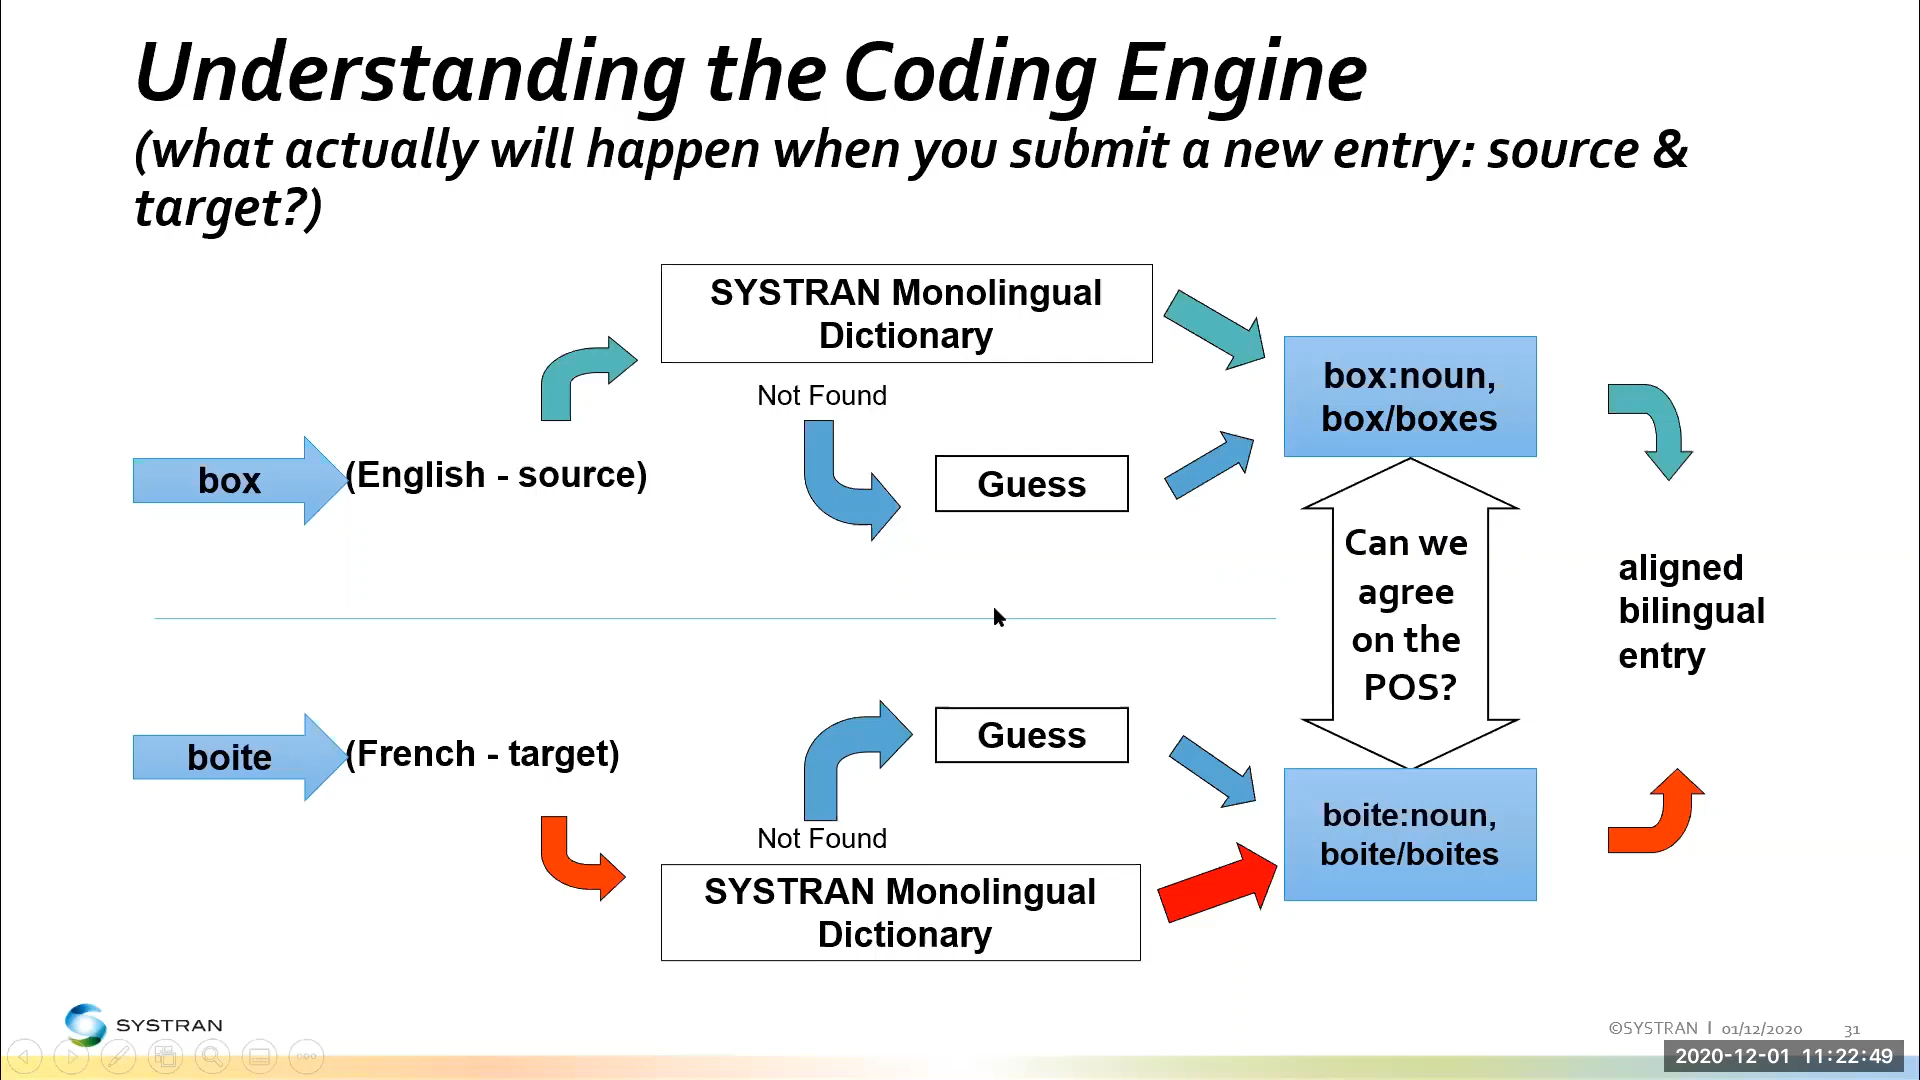 Understanding the Coding Engine
(what actually will happen when you submit a new entry: source &
target?)
SYSTRAN Monolingual
Dictionary
Not Found
box
(English - source)
Guess
box:noun,
box/boxes
Can we
agree
on the
POS?
aligned
bilingual
entry
boite
(French - target)
Guess
Not Found
SYSTRAN Monolingual
Dictionary
boite:noun,
boite/boites
SYSTRAN
©SYSTRAN | 01/12/2020 31
2020-12-01 11:22:49